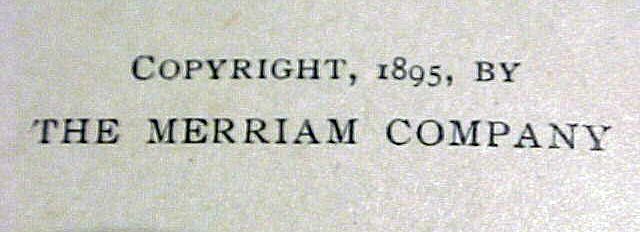 COPYRIGHT, 1895, BY
THE MERRIAM COMPANY